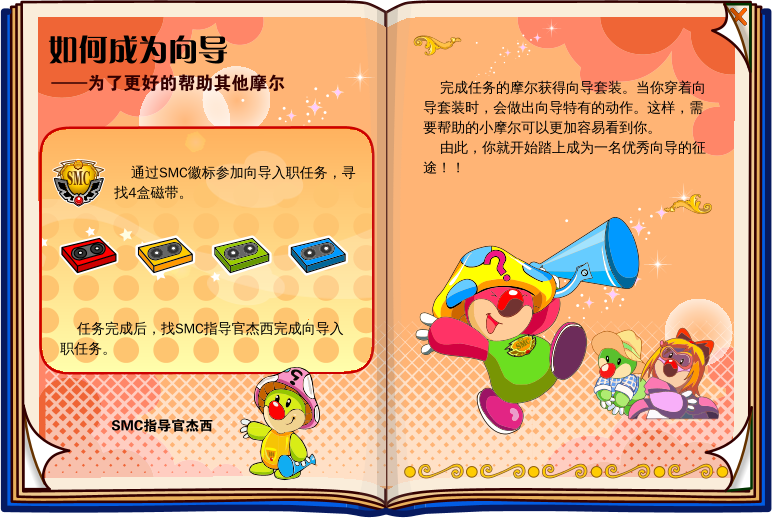 如何成为向导
——为了更好的帮助其他摩尔
SMC
通过SMC徽标参加向导入职任务，寻
找4盒磁带。
任务完成后，找SMC指导官杰西完成向导入
职任务。
SMC指导官杰西
完成任务的摩尔获得向导套装。当你穿着向
导套装时，会做出向导特有的动作。这样，需
要帮助的小摩尔可以更加容易看到你。
由此，你就开始踏上成为一名优秀向导的征
途！！
?
SMC